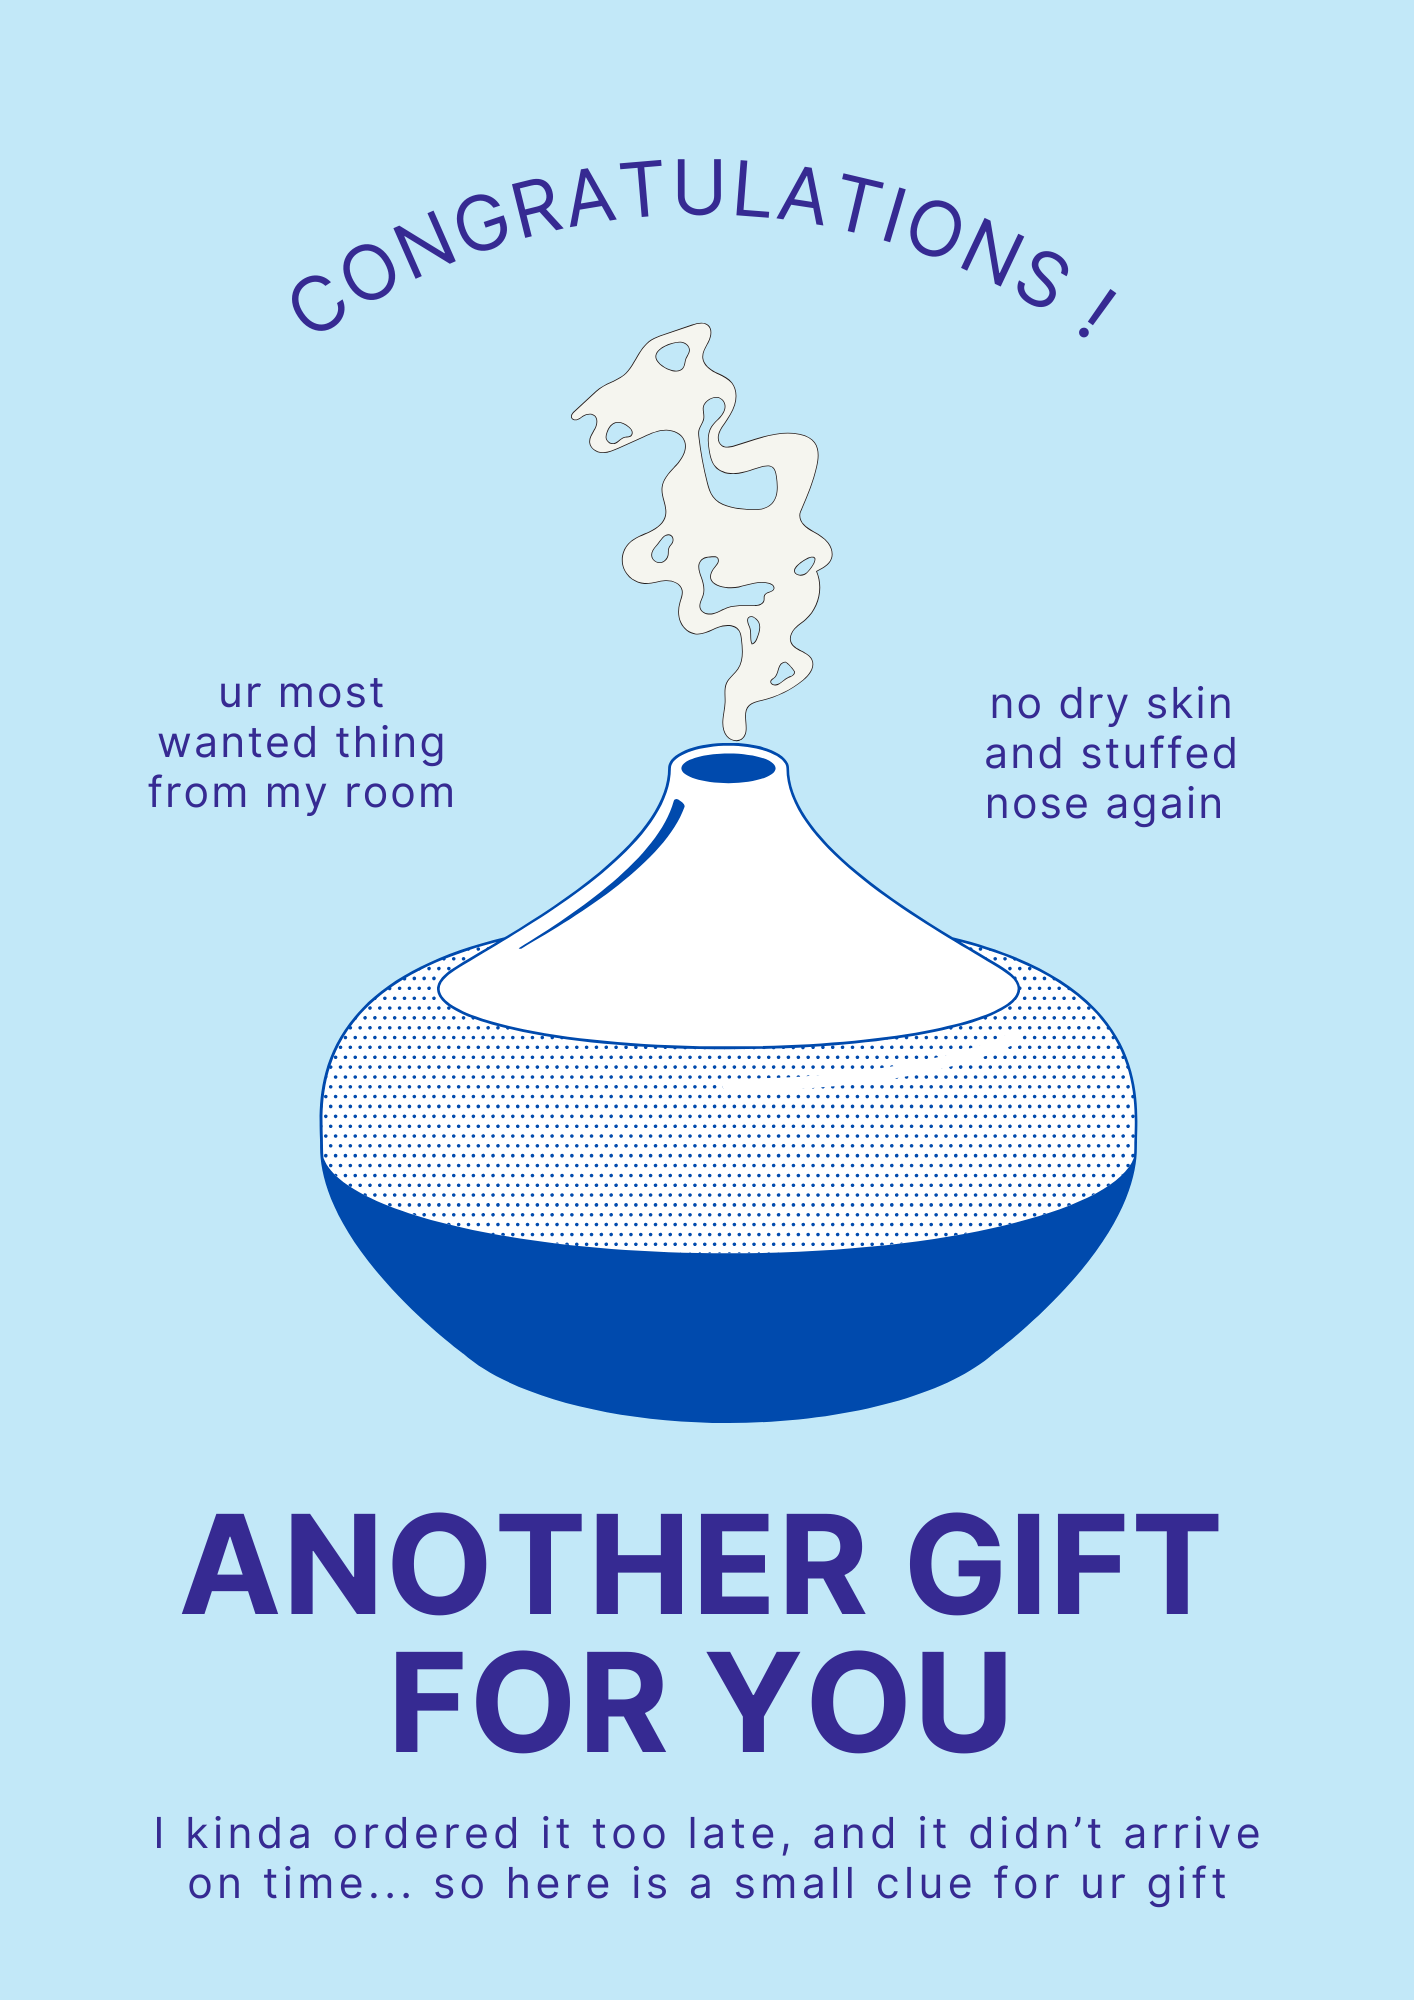 CONGRATULATIONS !
ur most
wanted thing
from my room
no dry skin
and stuffed
nose again
ANOTHER GIFT
FOR YOU
I kinda ordered it too late, and it didn’t arrive
on time... so here is a small clue for ur gift